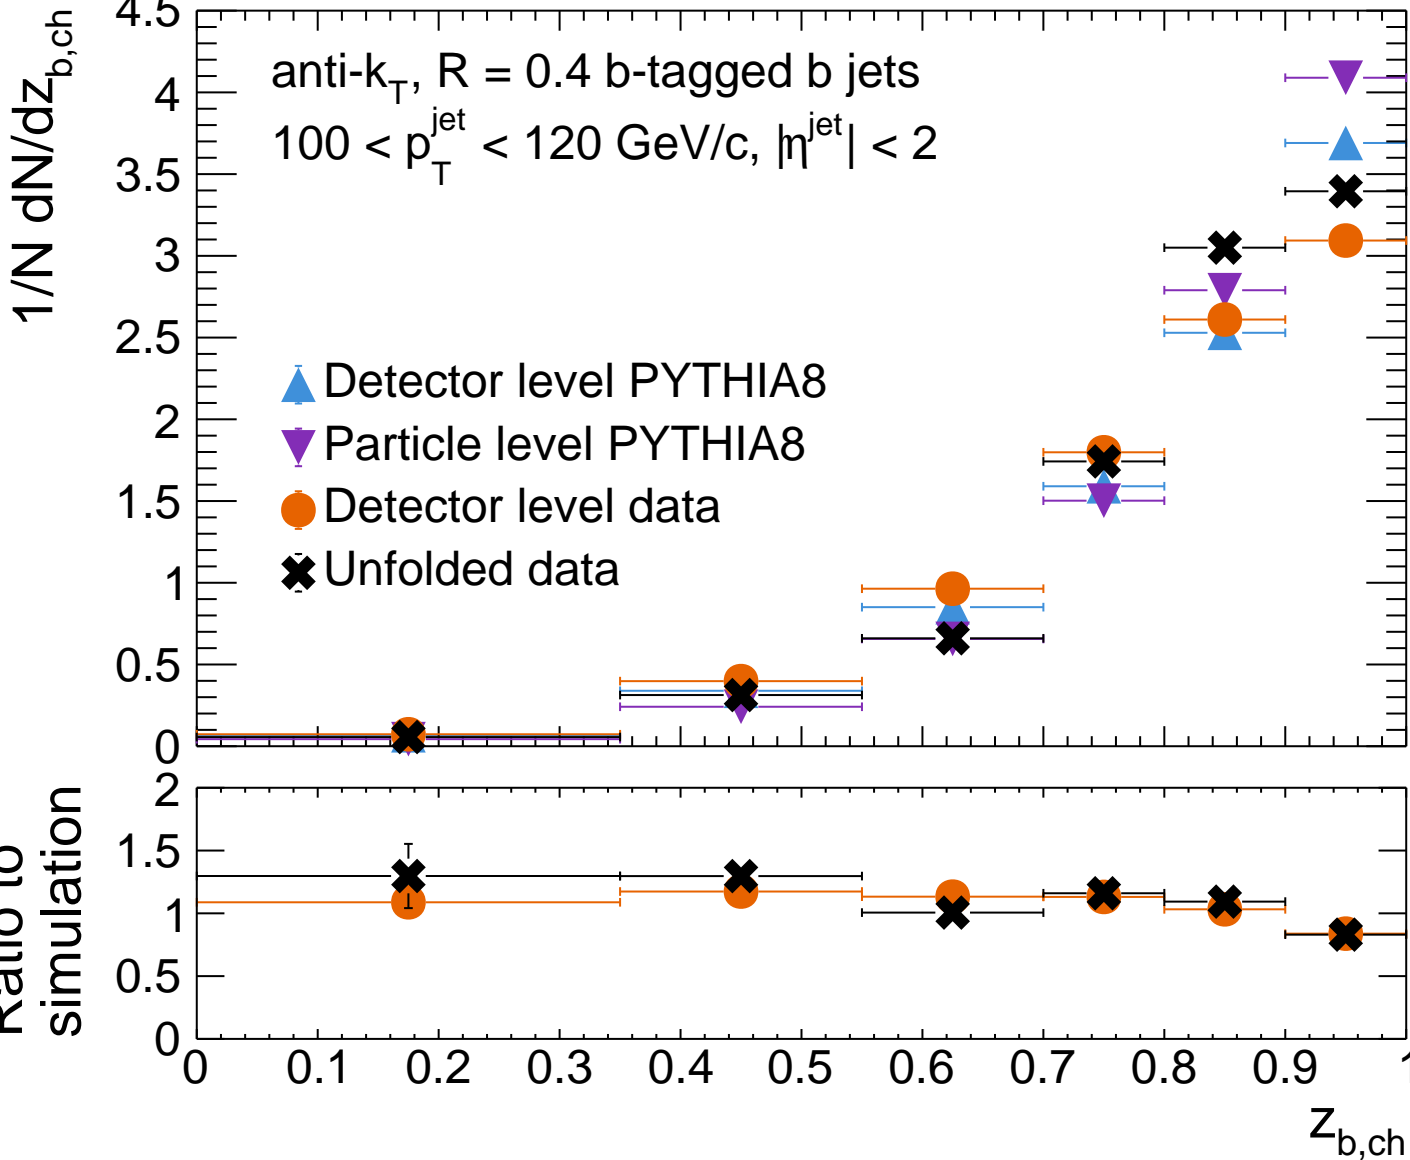 1/N dN/dz_b,ch
4.5
4
3.5
3
2.5
2
1.5
1
0.5
0
anti-k_T, R = 0.4 b-tagged b jets
100 < p_T^jet < 120 GeV/c, |η^jet| < 2
Detector level PYTHIA8
Particle level PYTHIA8
Detector level data
Unfolded data
Ratio to
simulation
2
1.5
1
0.5
0
0 0.1 0.2 0.3 0.4 0.5 0.6 0.7 0.8 0.9 1
z_b,ch